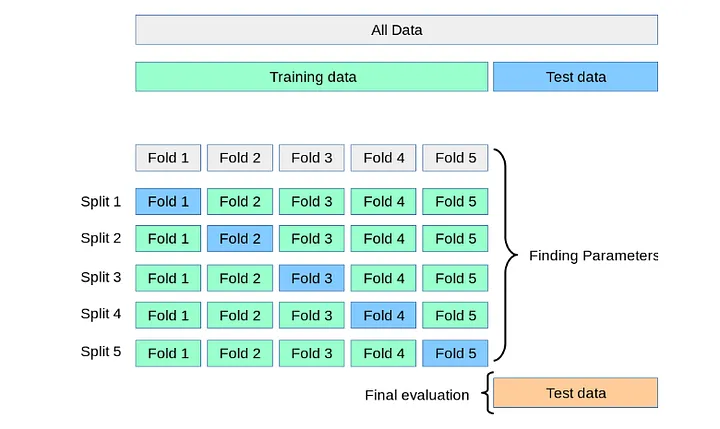 All Data
Training data Test data
Fold 1 Fold 2 Fold 3 Fold 4 Fold 5
Split 1 Fold 1 Fold 2 Fold 3 Fold 4 Fold 5
Split 2 Fold 1 Fold 2 Fold 3 Fold 4 Fold 5
Finding Parameters
Split 3 Fold 1 Fold 2 Fold 3 Fold 4 Fold 5
Split 4 Fold 1 Fold 2 Fold 3 Fold 4 Fold 5
Split 5 Fold 1 Fold 2 Fold 3 Fold 4 Fold 5
Final evaluation Test data